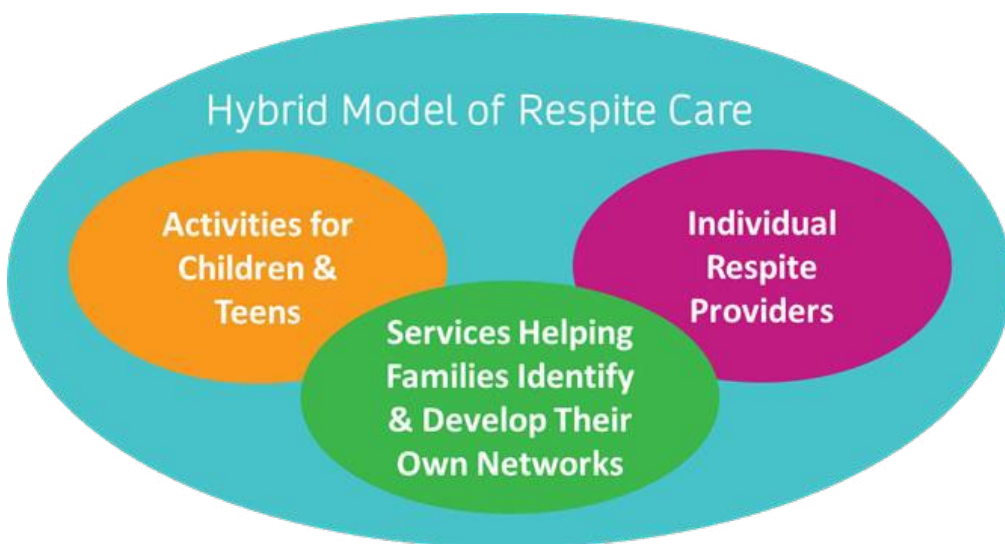 Hybrid Model of Respite Care
Activities for
Children &
Teens
Individual
Respite
Providers
Services Helping
Families Identify
& Develop Their
Own Networks